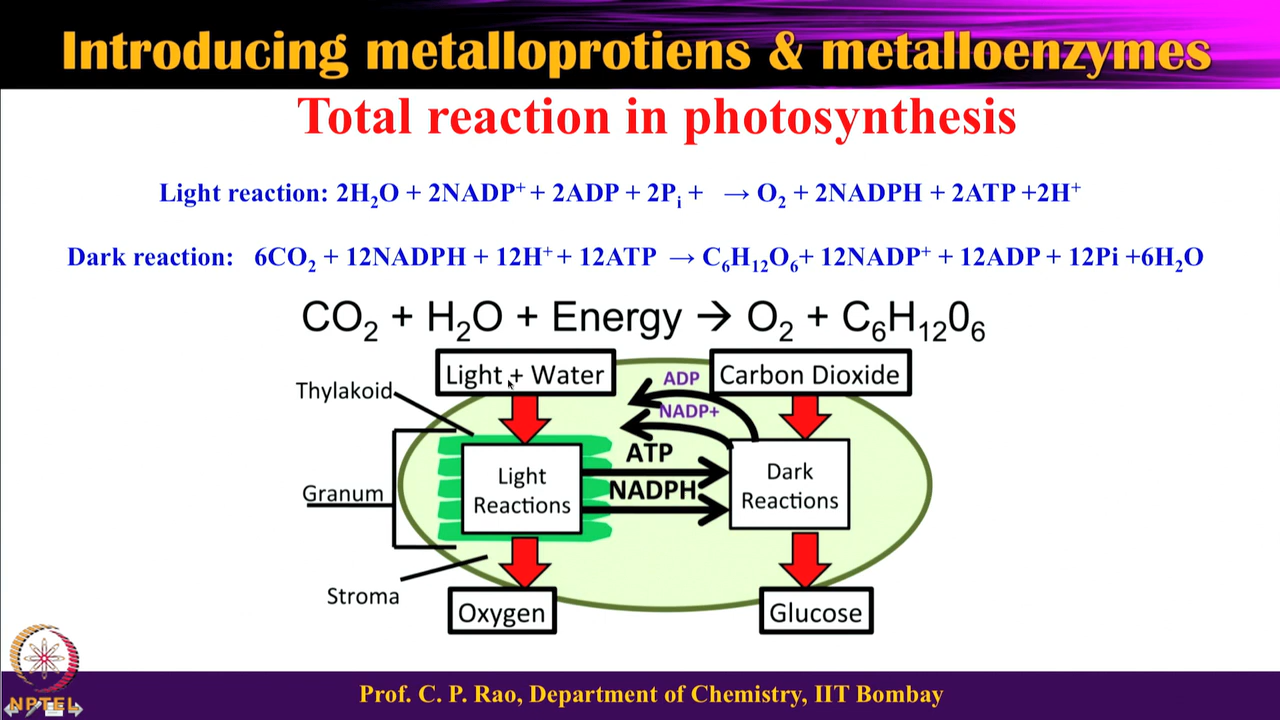 Introducing metalloprotiens & metalloenzymes
Total reaction in photosynthesis
Light reaction: 2H₂O + 2NADP⁺ + 2ADP + 2Pᵢ + → O₂ + 2NADPH + 2ATP +2H⁺
Dark reaction: 6CO₂ + 12NADPH + 12H⁺ + 12ATP → C₆H₁₂O₆+ 12NADP⁺ + 12ADP + 12Pi +6H₂O
CO₂ + H₂O + Energy → O₂ + C₆H₁₂0₆
Light + Water
ADP
Carbon Dioxide
Thylakoid
NADP+
ATP
Light
Reactions
NADPH
Dark
Reactions
Granum
Stroma
Oxygen
Glucose
NPTEL
Prof. C. P. Rao, Department of Chemistry, IIT Bombay